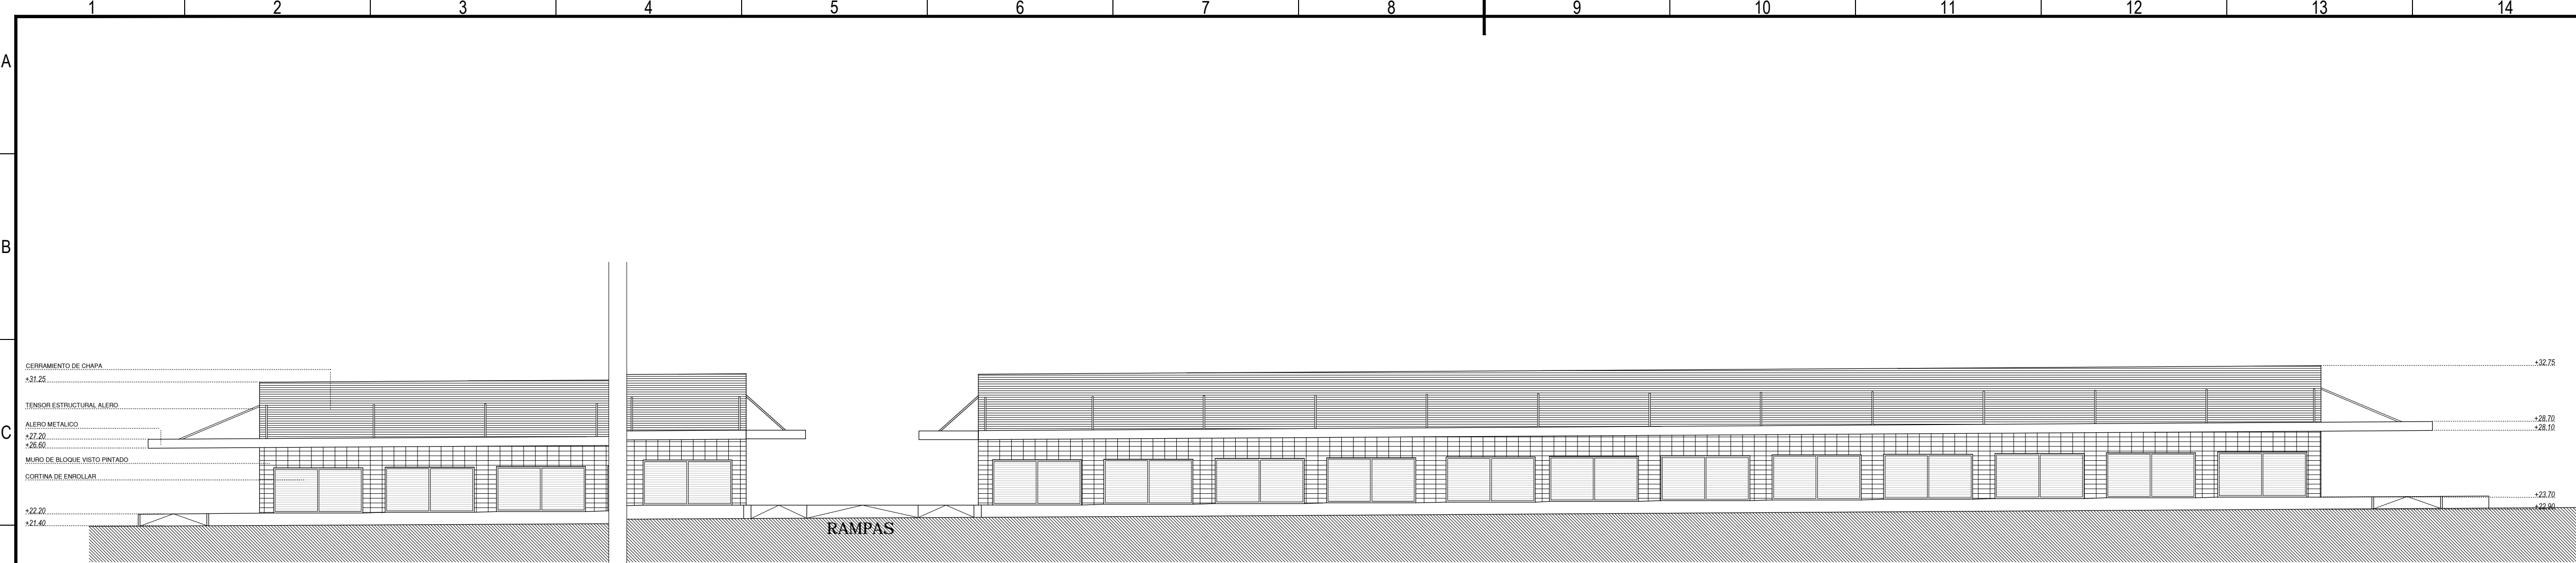 1 2 3 4 5 6 7 8 9 10 11 12 13 14
A
B
C
CERRAMIENTO DE CHAPA
+31.25
TENSOR ESTRUCTURAL ALERO
ALERO METALICO
+27.20
+26.60
MURO DE BLOQUE VISTO PINTADO
CORTINA DE ENROLLAR
+22.20
+21.40
RAMPAS
+32.75
+28.70
+28.10
+23.70
+22.90